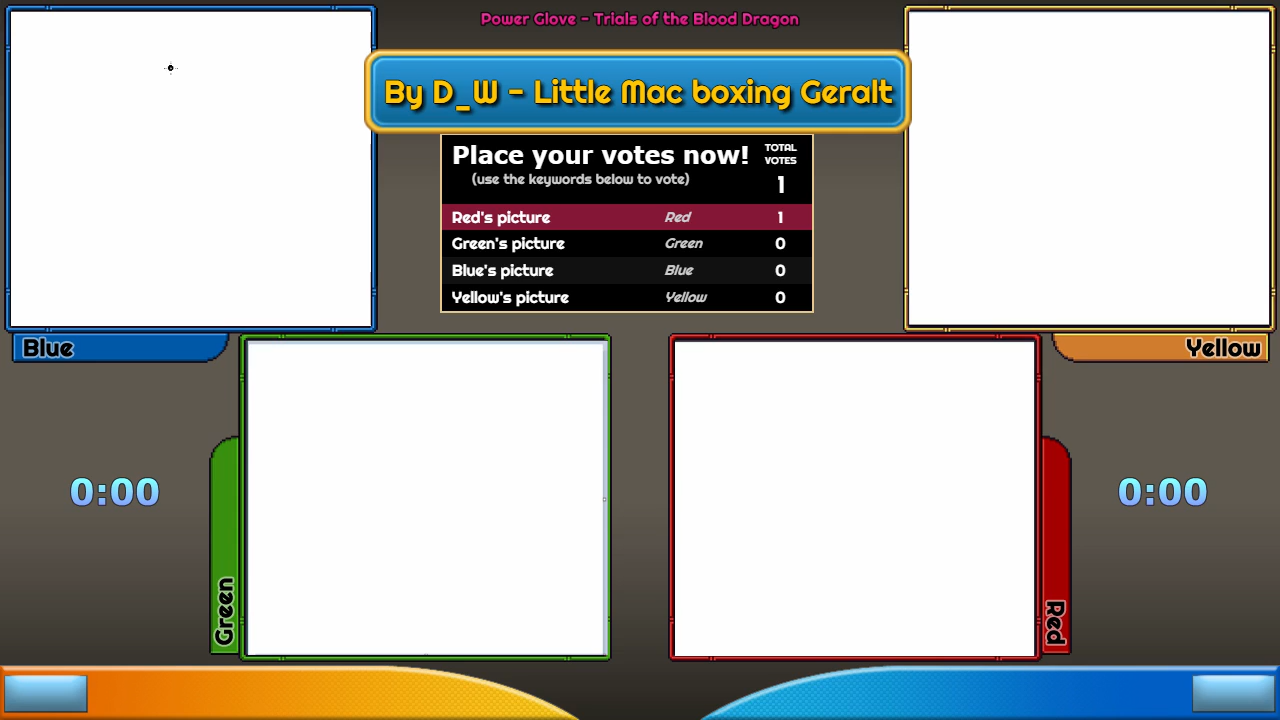 Power Glove - Trials of the Blood Dragon
By D_W - Little Mac boxing Geralt
Place your votes now!
(use the keywords below to vote)
TOTAL
VOTES
1
Red's picture Red 1
Green's picture Green 0
Blue's picture Blue 0
Yellow's picture Yellow 0
Blue
Yellow
0:00
Green
Red
0:00